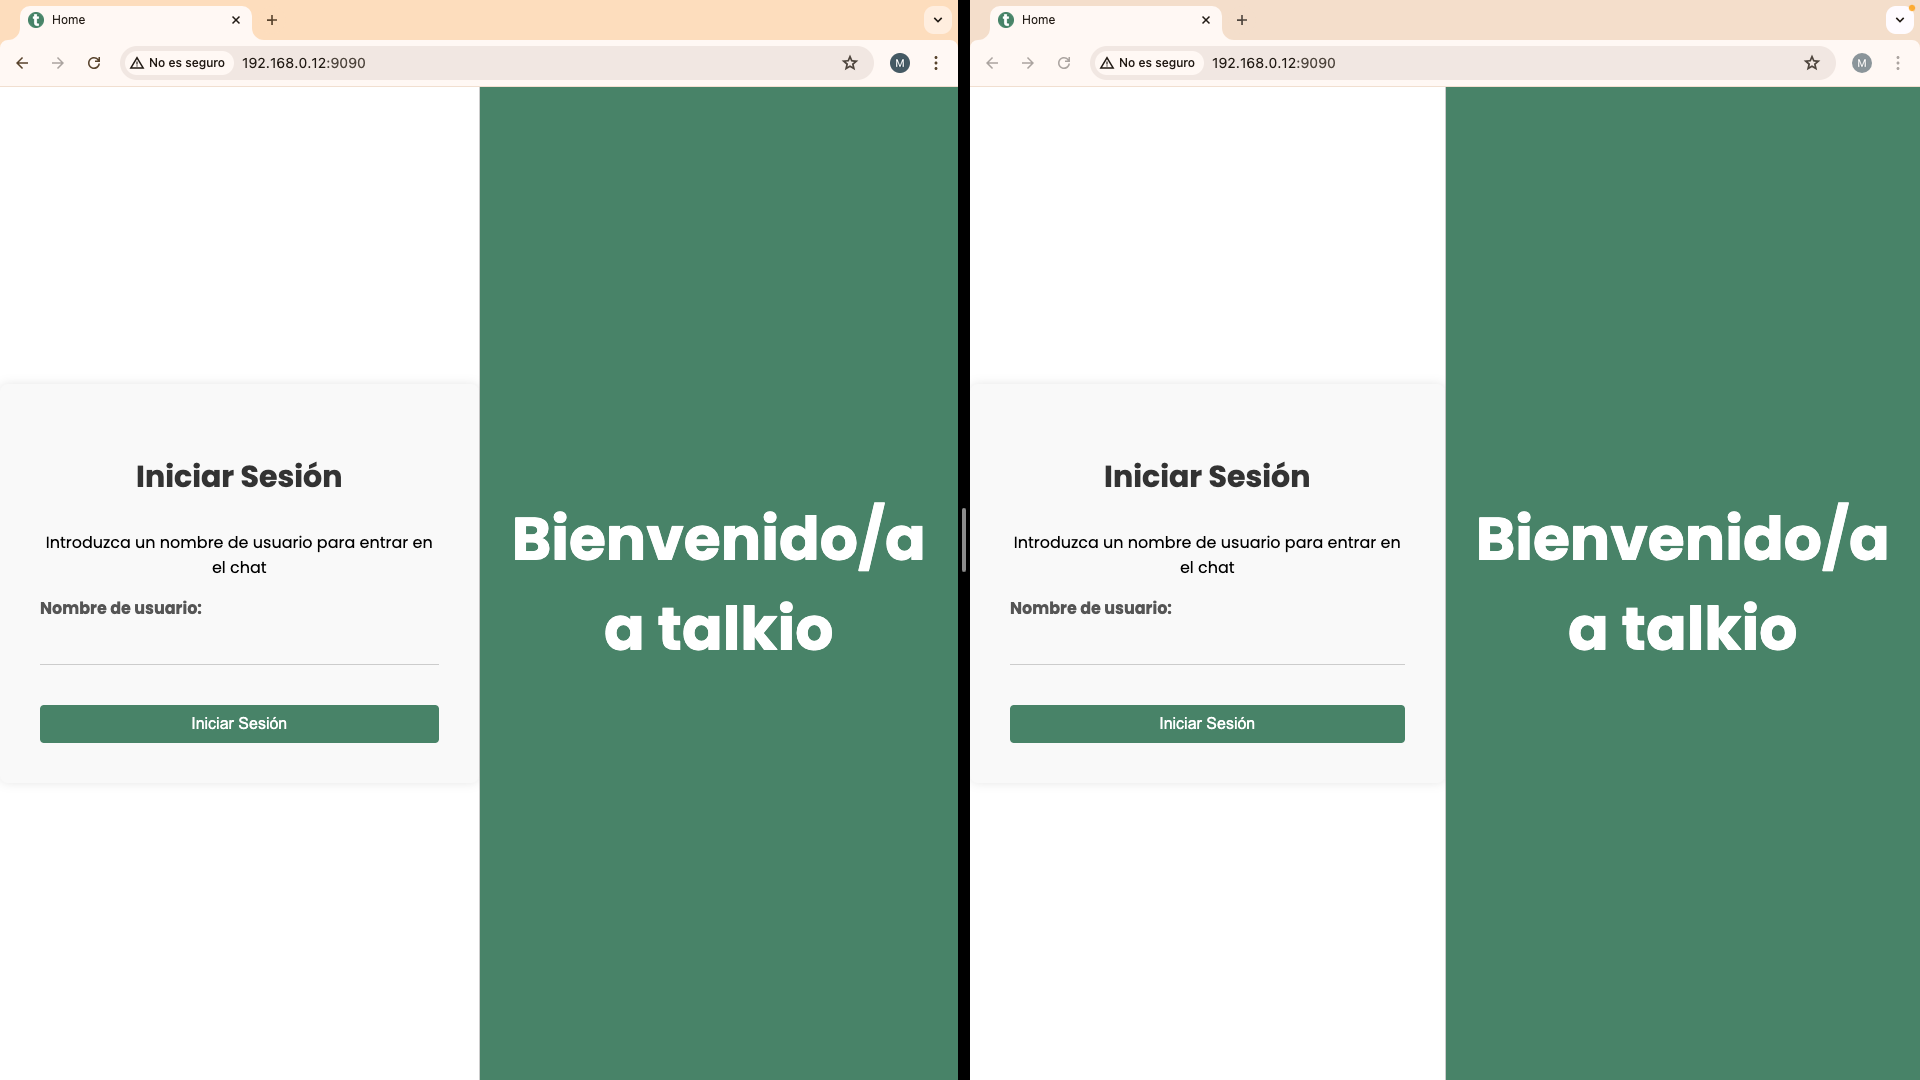 Home
No es seguro
192.168.0.12:9090
M
Iniciar Sesión
Introduzca un nombre de usuario para entrar en
el chat
Nombre de usuario:
Iniciar Sesión
Bienvenido/a
a talkio
Home
No es seguro
192.168.0.12:9090
M
Iniciar Sesión
Introduzca un nombre de usuario para entrar en
el chat
Nombre de usuario:
Iniciar Sesión
Bienvenido/a
a talkio